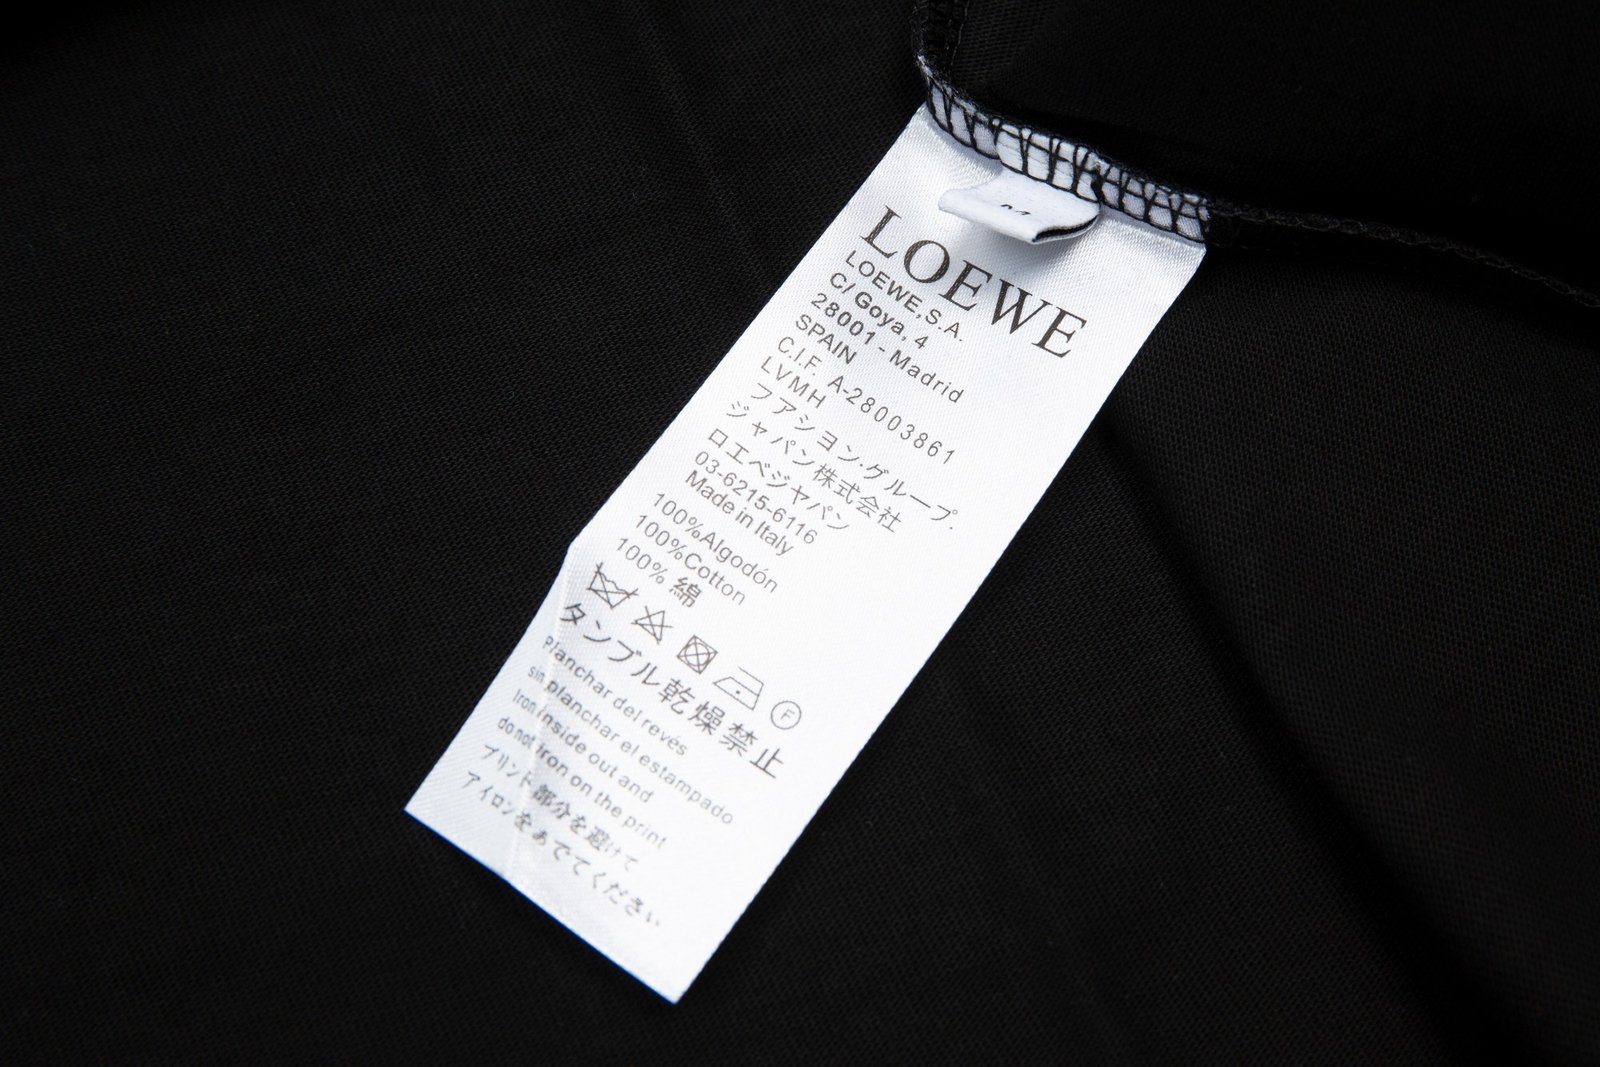 M
LOEWE
LOEWE,S.A.
C/ Goya, 4
28001 - Madrid
SPAIN
C.I.F. A-28003861
LVMH
フアシヨン・グループ.
ジャパン株式会社
ロエベジヤパン
03-6215-6116
Made in Italy
100%Algodón
100%Cotton
100% 綿
F
タンブル乾燥禁止
Planchar del revés
sin planchar el estampado
Iron inside out and
do not iron on the print
プリント部分を避けて
アイロンをあでてください